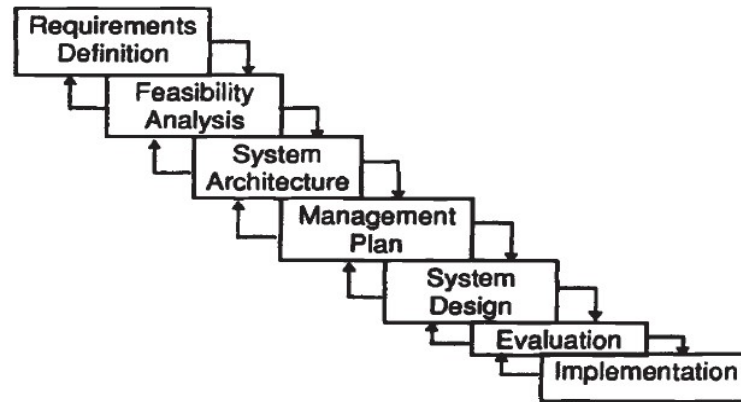 Requirements
Definition
Feasibility
Analysis
System
Architecture
Management
Plan
System
Design
Evaluation
Implementation